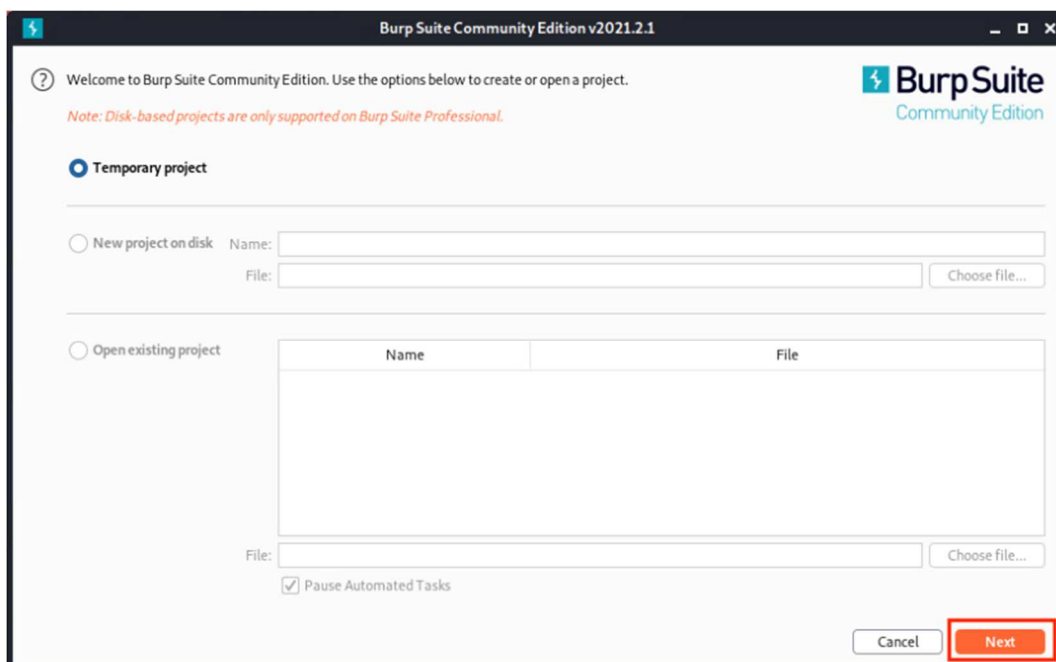 Burp Suite Community Edition v2021.2.1
Welcome to Burp Suite Community Edition. Use the options below to create or open a project.
Note: Disk-based projects are only supported on Burp Suite Professional.
Burp Suite
Community Edition
Temporary project
New project on disk Name:
File: Choose file...
Open existing project Name File
File: Choose file...
Pause Automated Tasks
Cancel Next